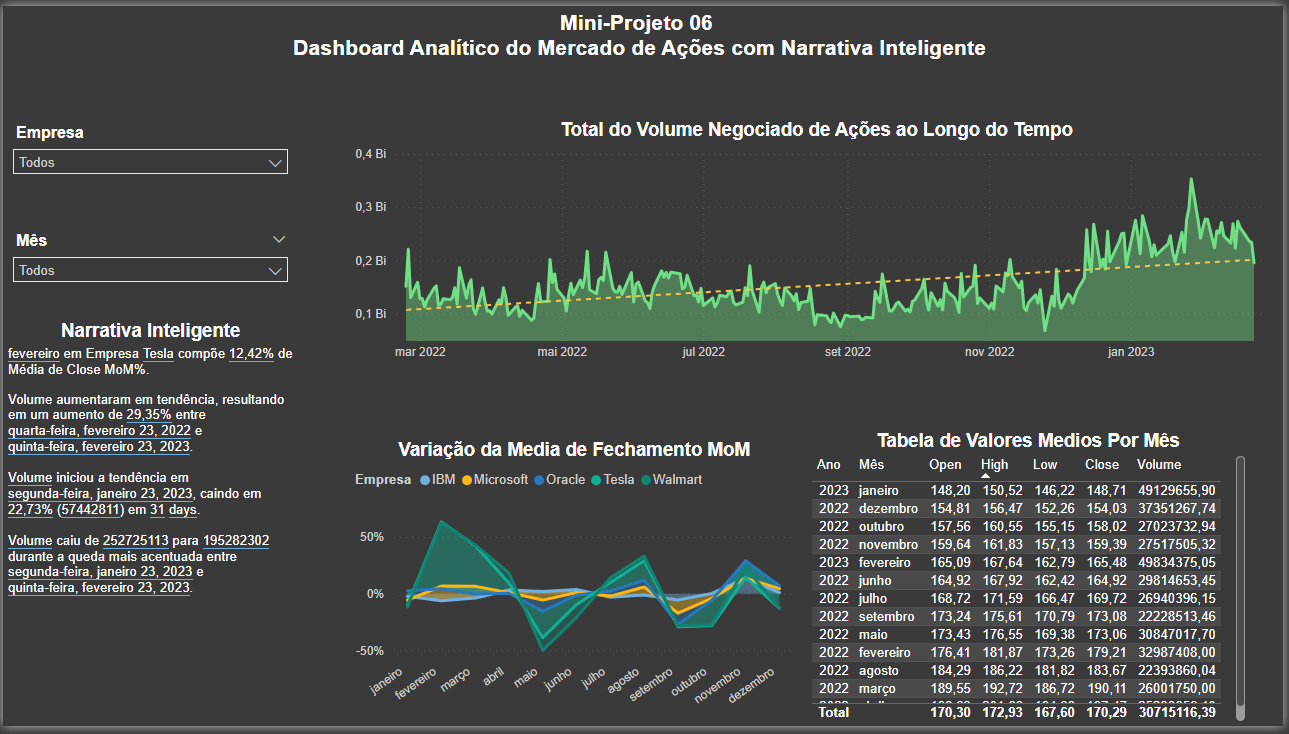 Mini-Projeto 06
Dashboard Analítico do Mercado de Ações com Narrativa Inteligente
Empresa
Todos
Mês
Todos
Narrativa Inteligente
fevereiro em Empresa Tesla compõe 12,42% de
Média de Close MoM%.
Volume aumentaram em tendência, resultando
em um aumento de 29,35% entre
quarta-feira, fevereiro 23, 2022 e
quinta-feira, fevereiro 23, 2023.
Volume iniciou a tendência em
segunda-feira, janeiro 23, 2023, caindo em
22,73% (57442811) em 31 days.
Volume caiu de 252725113 para 195282302
durante a queda mais acentuada entre
segunda-feira, janeiro 23, 2023 e
quinta-feira, fevereiro 23, 2023.
Total do Volume Negociado de Ações ao Longo do Tempo
0,4 Bi
0,3 Bi
0,2 Bi
0,1 Bi
mar 2022 mai 2022 jul 2022 set 2022 nov 2022 jan 2023
Variação da Media de Fechamento MoM
Empresa IBM Microsoft Oracle Tesla Walmart
50%
0%
-50%
janeiro fevereiro março abril maio junho julho agosto setembro outubro novembro dezembro
Tabela de Valores Medios Por Mês
Ano Mês Open High Low Close Volume
2023 janeiro 148,20 150,52 146,22 148,71 49129655,90
2022 dezembro 154,81 156,47 152,26 154,03 37351267,74
2022 outubro 157,56 160,55 155,15 158,02 27023732,94
2022 novembro 159,64 161,83 157,13 159,39 27517505,32
2023 fevereiro 165,09 167,64 162,79 165,48 49834375,05
2022 junho 164,92 167,92 162,42 164,92 29814653,45
2022 julho 168,72 171,59 166,47 169,72 26940396,15
2022 setembro 173,24 175,61 170,79 173,08 22228513,46
2022 maio 173,43 176,55 169,38 173,06 30847017,70
2022 fevereiro 176,41 181,87 173,26 179,21 32987408,00
2022 agosto 184,29 186,22 181,82 183,67 22393860,04
2022 março 189,55 192,72 186,72 190,11 26001750,00
Total 170,30 172,93 167,60 170,29 30715116,39